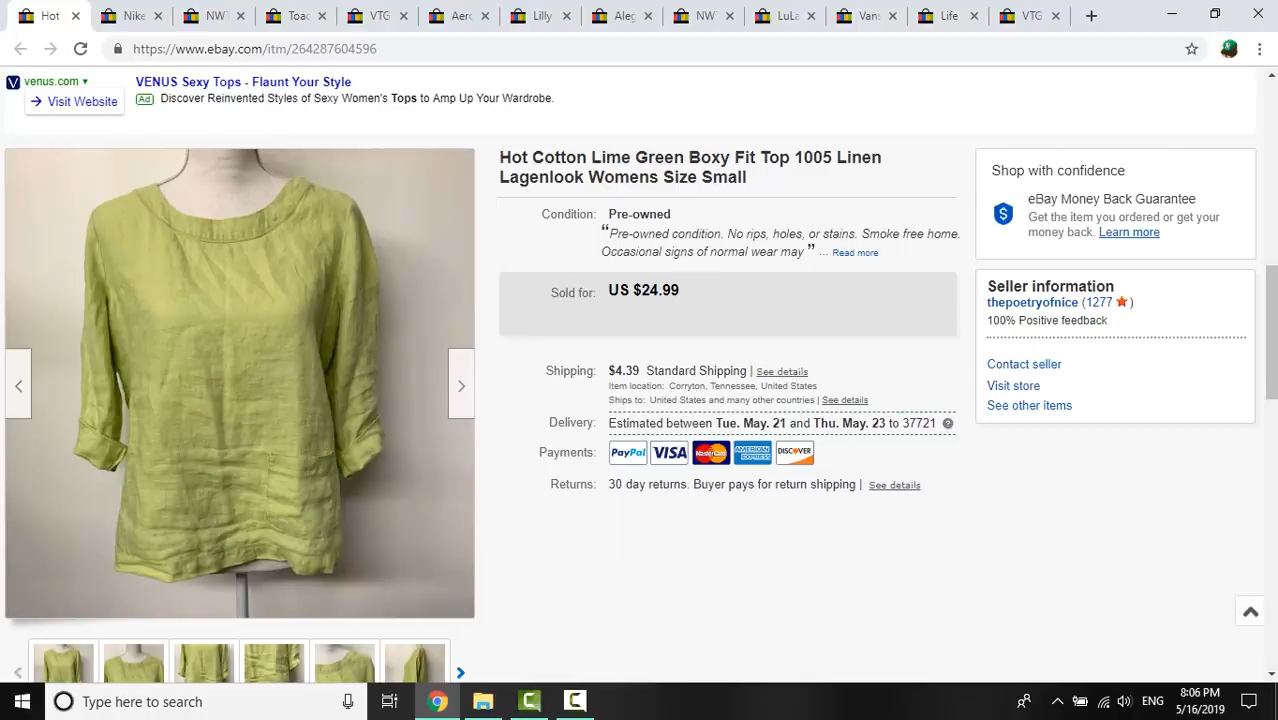 Hot
Nike
NWT
Toac
VTG
Aerc
Lilly
Aleg
NW
LuLa
Vans
Life
VTG
https://www.ebay.com/itm/264287604596
venus.com
VENUS Sexy Tops - Flaunt Your Style
Visit Website
Ad Discover Reinvented Styles of Sexy Women's Tops to Amp Up Your Wardrobe.
Hot Cotton Lime Green Boxy Fit Top 1005 Linen
Lagenlook Womens Size Small
Condition: Pre-owned
“Pre-owned condition. No rips, holes, or stains. Smoke free home.
Occasional signs of normal wear may ” ... Read more
Sold for: US $24.99
Shipping: $4.39 Standard Shipping | See details
Item location: Corryton, Tennessee, United States
Ships to: United States and many other countries | See details
Delivery: Estimated between Tue. May. 21 and Thu. May. 23 to 37721
Payments: PayPal VISA MasterCard AMERICAN EXPRESS DISCOVER
Returns: 30 day returns. Buyer pays for return shipping | See details
Shop with confidence
eBay Money Back Guarantee
Get the item you ordered or get your
money back. Learn more
Seller information
thepoetryofnice (1277 )
100% Positive feedback
Contact seller
Visit store
See other items
Type here to search
ENG
8:06 PM
5/16/2019